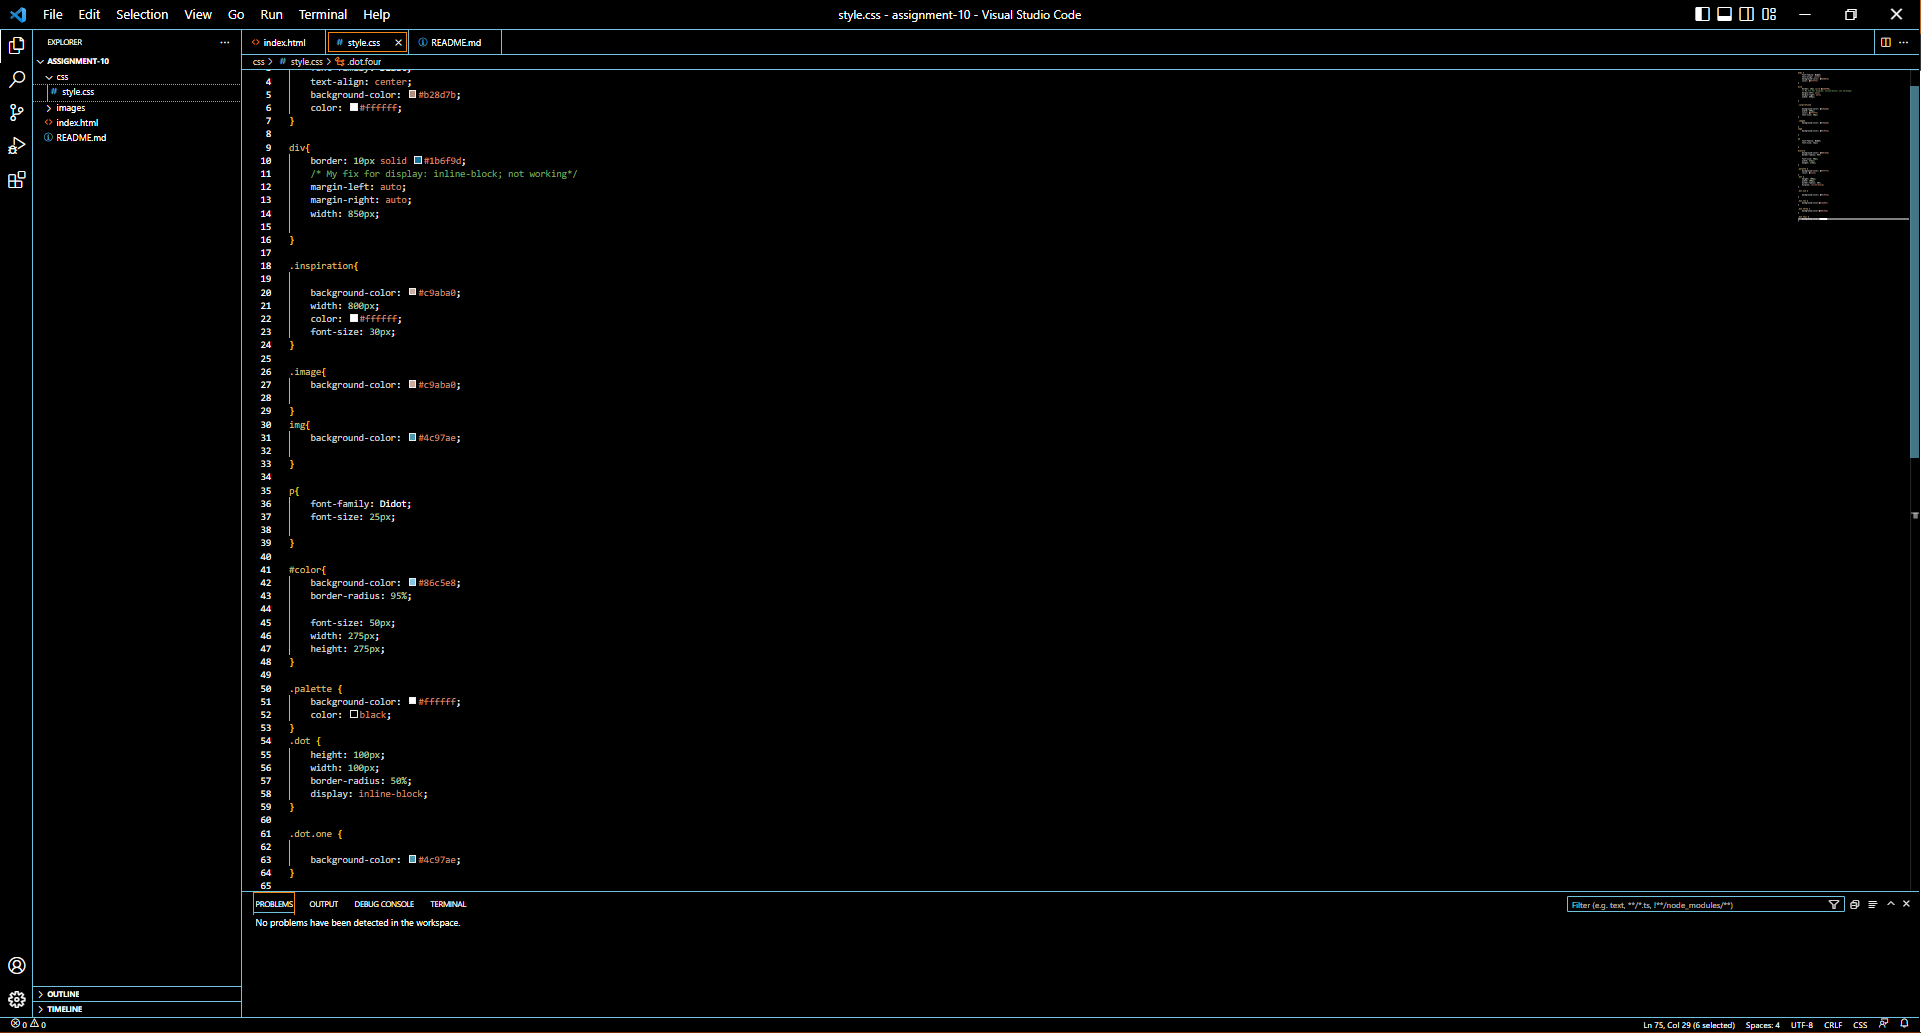 File Edit Selection View Go Run Terminal Help
style.css - assignment-10 - Visual Studio Code
EXPLORER
index.html
style.css
README.md
ASSIGNMENT-10
css > # style.css > .dot.four
css
# style.css
images
index.html
README.md
4 text-align: center;
5 background-color: #b28d7b;
6 color: #ffffff;
7 }
8
9 div{
10 border: 10px solid #1b6f9d;
11 /* My fix for display: inline-block; not working*/
12 margin-left: auto;
13 margin-right: auto;
14 width: 850px;
15
16 }
17
18 .inspiration{
19
20 background-color: #c9aba0;
21 width: 800px;
22 color: #ffffff;
23 font-size: 30px;
24 }
25
26 .image{
27 background-color: #c9aba0;
28
29 }
30 img{
31 background-color: #4c97ae;
32
33 }
34
35 p{
36 font-family: Didot;
37 font-size: 25px;
38
39 }
40
41 #color{
42 background-color: #86c5e8;
43 border-radius: 95%;
44
45 font-size: 50px;
46 width: 275px;
47 height: 275px;
48 }
49
50 .palette {
51 background-color: #ffffff;
52 color: black;
53 }
54 .dot {
55 height: 100px;
56 width: 100px;
57 border-radius: 50%;
58 display: inline-block;
59 }
60
61 .dot.one {
62
63 background-color: #4c97ae;
64 }
65
PROBLEMS OUTPUT DEBUG CONSOLE TERMINAL
Filter (e.g. text, **/*.ts, !**/node_modules/**)
No problems have been detected in the workspace.
OUTLINE
TIMELINE
0 0
Ln 75, Col 29 (6 selected) Spaces: 4 UTF-8 CRLF CSS